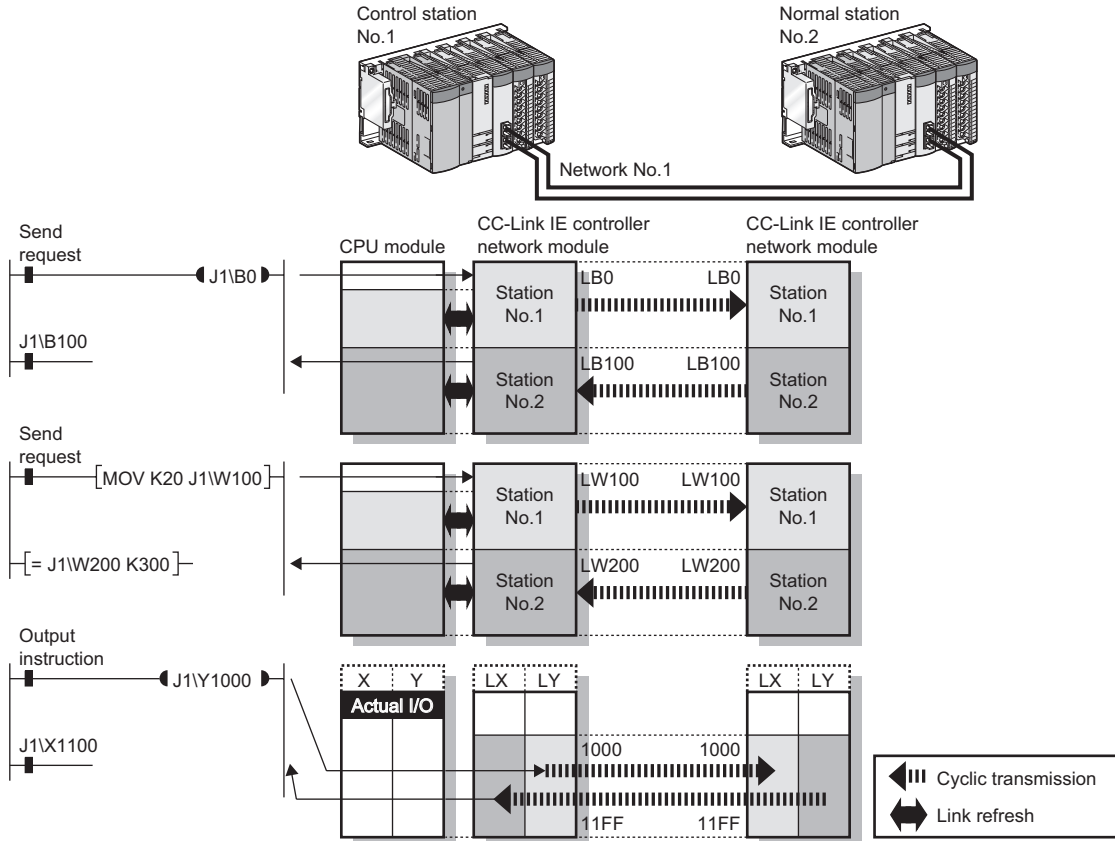 Control station
No.1
Normal station
No.2
Network No.1
Send
request
J1\B0
J1\B100
CPU module
CC-Link IE controller
network module
CC-Link IE controller
network module
Station
No.1
LB0 LB0
Station
No.1
Station
No.2
LB100 LB100
Station
No.2
Send
request
MOV K20 J1\W100
= J1\W200 K300
Station
No.1
LW100 LW100
Station
No.1
Station
No.2
LW200 LW200
Station
No.2
Output
instruction
J1\Y1000
J1\X1100
X Y
Actual I/O
LX LY
LX LY
1000 1000
11FF 11FF
Cyclic transmission
Link refresh